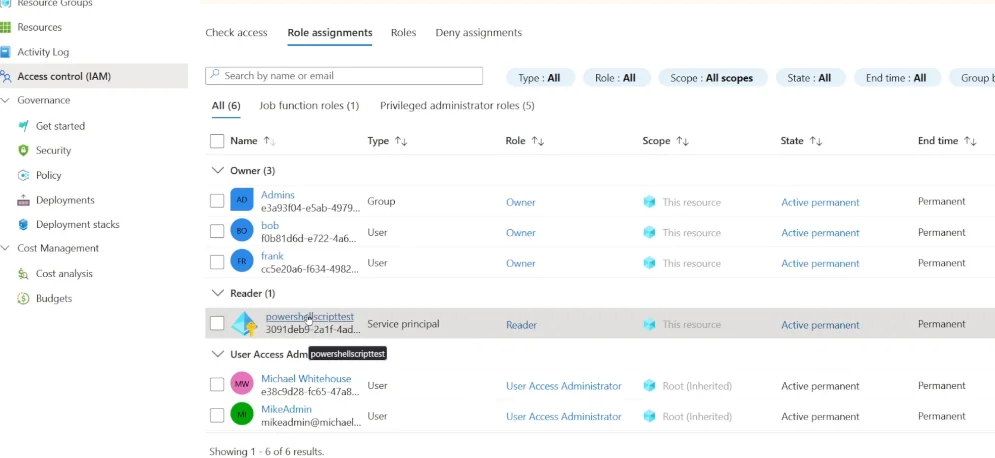 Resource Groups
Resources
Activity Log
Access control (IAM)
Governance
Get started
Security
Policy
Deployments
Deployment stacks
Cost Management
Cost analysis
Budgets
Check access Role assignments Roles Deny assignments
Search by name or email Type : All Role : All Scope : All scopes State : All End time : All Group b
All (6) Job function roles (1) Privileged administrator roles (5)
Name Type Role Scope State End time
Owner (3)
AD Admins Group Owner This resource Active permanent Permanent
e3a93f04-e5ab-4979...
BO bob User Owner This resource Active permanent Permanent
f0b81d6d-e722-4a6...
FR frank User Owner This resource Active permanent Permanent
cc5e20a6-f634-4982...
Reader (1)
powershellscripttest Service principal Reader This resource Active permanent Permanent
3091deb9-2a1f-4ad...
User Access Adm powershellscripttest
MW Michael Whitehouse User User Access Administrator Root (Inherited) Active permanent Permanent
e38c9d28-fc65-47a8...
MI MikeAdmin User User Access Administrator Root (Inherited) Active permanent Permanent
mikeadmin@michael...
Showing 1 - 6 of 6 results.